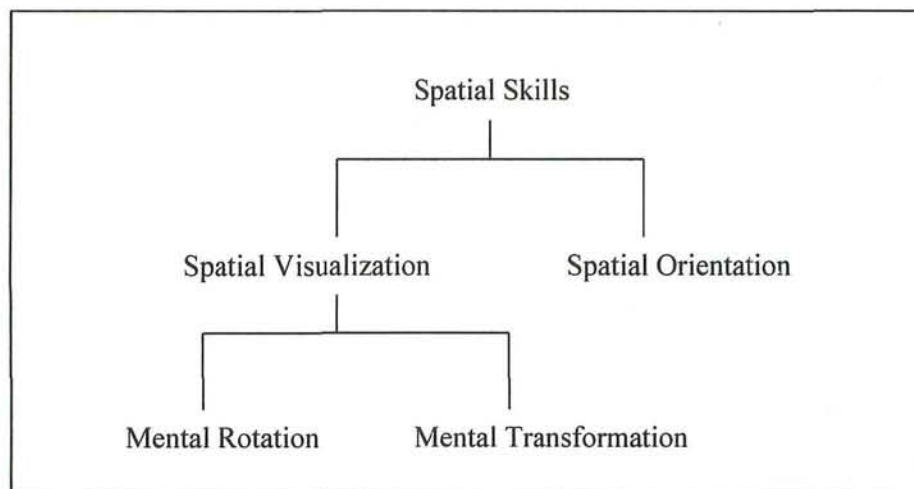 Spatial Skills
Spatial Visualization Spatial Orientation
Mental Rotation Mental Transformation